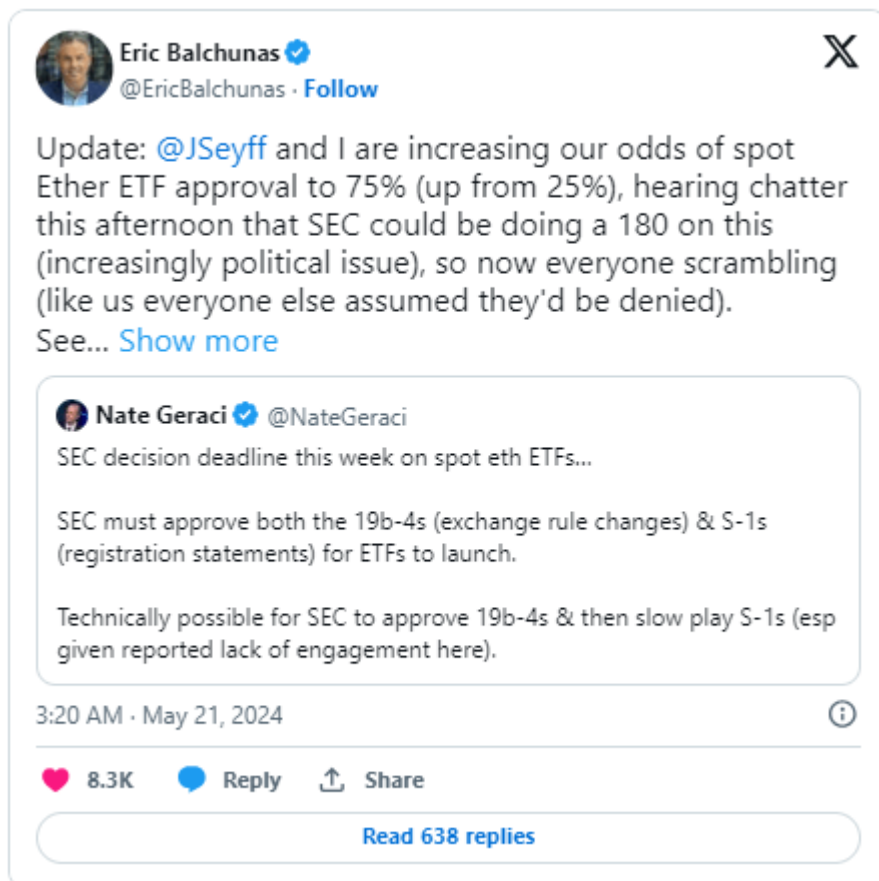 Eric Balchunas
@EricBalchunas · Follow
Update: @JSeyff and I are increasing our odds of spot
Ether ETF approval to 75% (up from 25%), hearing chatter
this afternoon that SEC could be doing a 180 on this
(increasingly political issue), so now everyone scrambling
(like us everyone else assumed they'd be denied).
See... Show more
Nate Geraci @NateGeraci
SEC decision deadline this week on spot eth ETFs...
SEC must approve both the 19b-4s (exchange rule changes) & S-1s
(registration statements) for ETFs to launch.
Technically possible for SEC to approve 19b-4s & then slow play S-1s (esp
given reported lack of engagement here).
3:20 AM · May 21, 2024
8.3K Reply Share
Read 638 replies